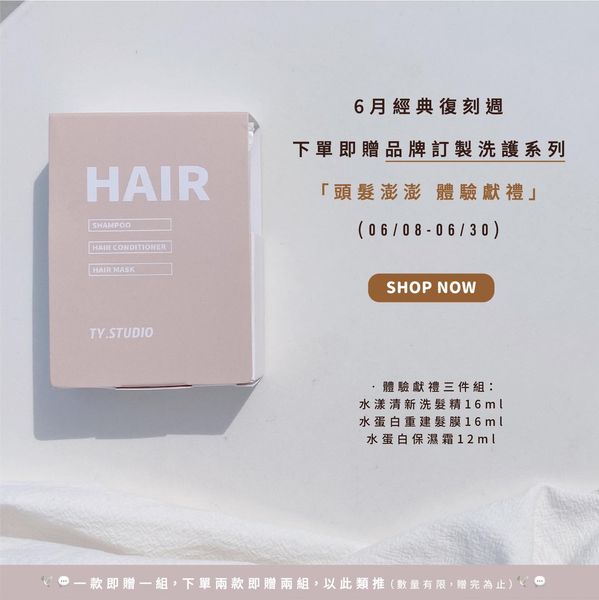 HAIR
SHAMPOO
HAIR CONDITIONER
HAIR MASK
TY.STUDIO
6月經典復刻週
下單即贈品牌訂製洗護系列
「頭髮澎澎 體驗獻禮」
(06/08-06/30)
SHOP NOW
·體驗獻禮三件組:
水漾清新洗髮精16ml
水蛋白重建髮膜16ml
水蛋白保濕霜12ml
一款即贈一組,下單兩款即贈兩組,以此類推(數量有限,贈完為止)